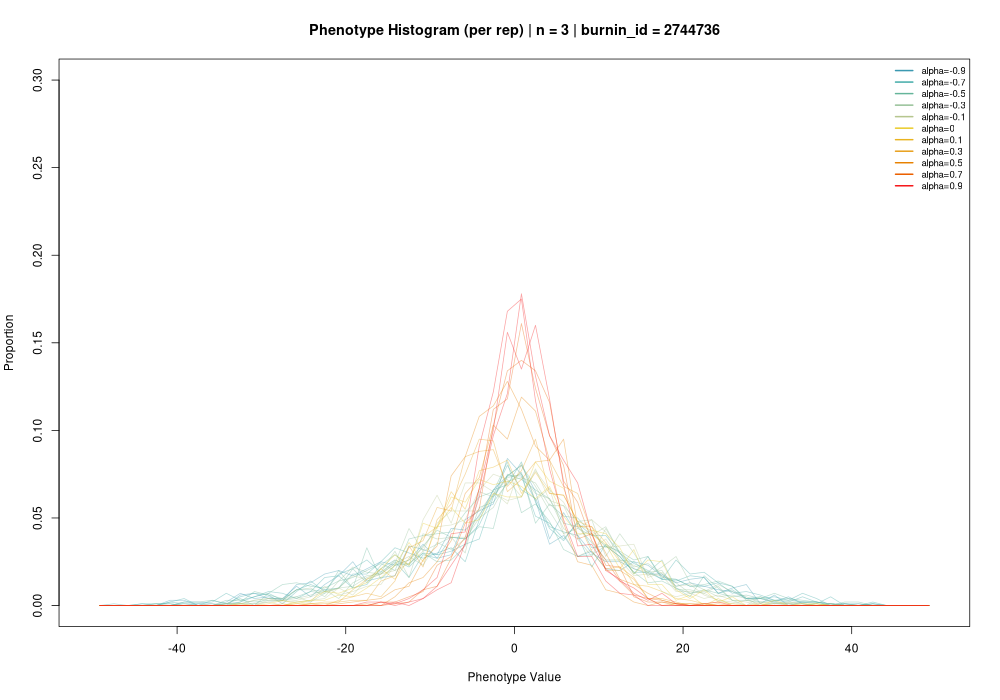 Phenotype Histogram (per rep) | n = 3 | burnin_id = 2744736
Proportion
0.30
0.25
0.20
0.15
0.10
0.05
0.00
alpha=-0.9
alpha=-0.7
alpha=-0.5
alpha=-0.3
alpha=-0.1
alpha=0
alpha=0.1
alpha=0.3
alpha=0.5
alpha=0.7
alpha=0.9
-40 -20 0 20 40
Phenotype Value